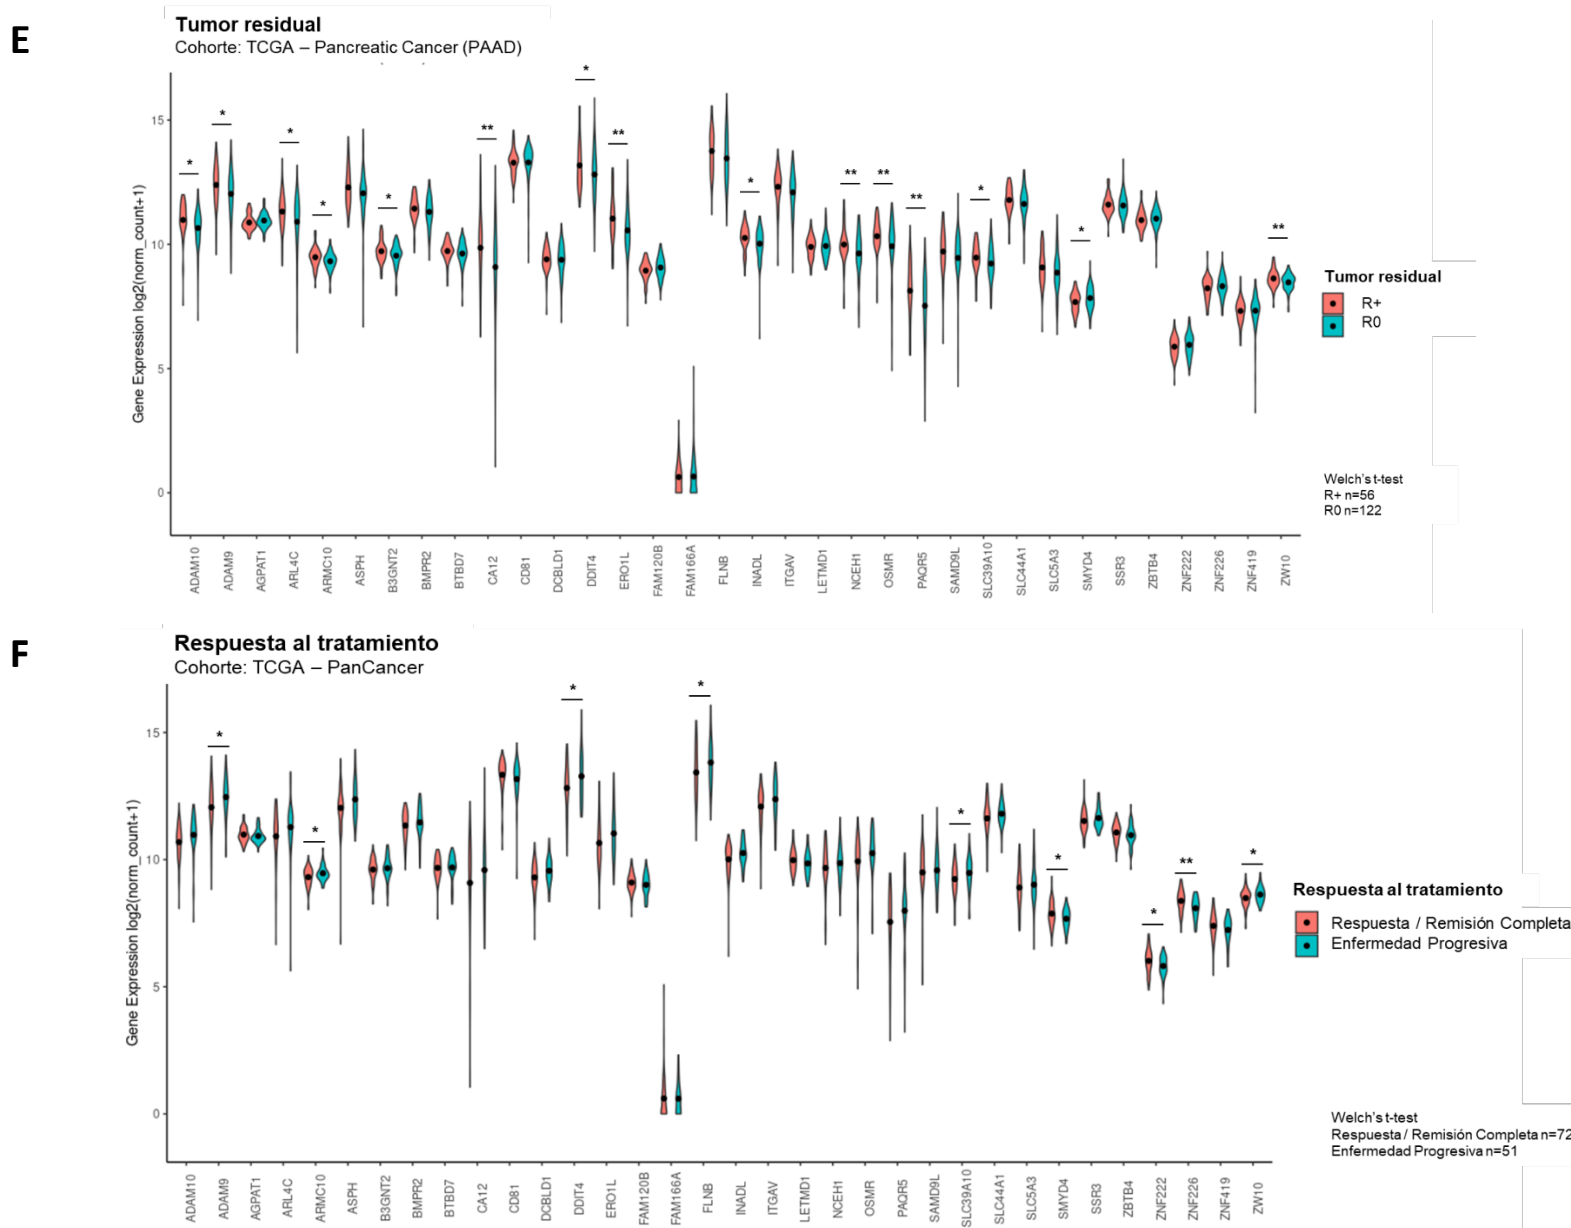 E
Tumor residual
Cohorte: TCGA – Pancreatic Cancer (PAAD)
Gene Expression log2(norm_count+1)
15
10
5
0
* * * * * ** * ** * ** ** ** * * **
ADAM10 ADAM9 AGPAT1 ARL4C ARMC10 ASPH B3GNT2 BMPR2 BTBD7 CA12 CD81 DCBLD1 DDIT4 ERO1L FAM120B FAM166A FLNB INADL ITGAV LETMD1 NCEH1 OSMR PAQR5 SAMD9L SLC39A10 SLC44A1 SLC5A3 SMYD4 SSR3 ZBTB4 ZNF222 ZNF226 ZNF419 ZW10
Tumor residual
R+
R0
Welch's t-test
R+ n=56
R0 n=122
F
Respuesta al tratamiento
Cohorte: TCGA – PanCancer
Gene Expression log2(norm_count+1)
15
10
5
0
* * * * * * * ** *
ADAM10 ADAM9 AGPAT1 ARL4C ARMC10 ASPH B3GNT2 BMPR2 BTBD7 CA12 CD81 DCBLD1 DDIT4 ERO1L FAM120B FAM166A FLNB INADL ITGAV LETMD1 NCEH1 OSMR PAQR5 SAMD9L SLC39A10 SLC44A1 SLC5A3 SMYD4 SSR3 ZBTB4 ZNF222 ZNF226 ZNF419 ZW10
Respuesta al tratamiento
Respuesta / Remisión Completa
Enfermedad Progresiva
Welch's t-test
Respuesta / Remisión Completa n=72
Enfermedad Progresiva n=51